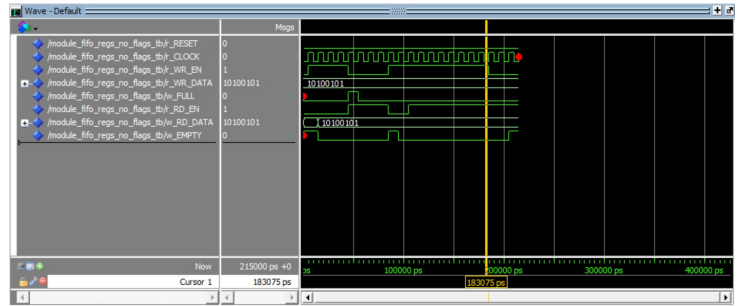 Wave - Default
Msgs
/module_fifo_regs_no_flags_tb/r_RESET 0
/module_fifo_regs_no_flags_tb/r_CLOCK 0
/module_fifo_regs_no_flags_tb/r_WR_EN 1
/module_fifo_regs_no_flags_tb/r_WR_DATA 10100101 10100101
/module_fifo_regs_no_flags_tb/w_FULL 0
/module_fifo_regs_no_flags_tb/r_RD_EN 1
/module_fifo_regs_no_flags_tb/w_RD_DATA 10100101 10100101
/module_fifo_regs_no_flags_tb/w_EMPTY 0
Now 215000 ps +0 ps 100000 ps 200000 ps 300000 ps 400000 ps
Cursor 1 183075 ps 183075 ps